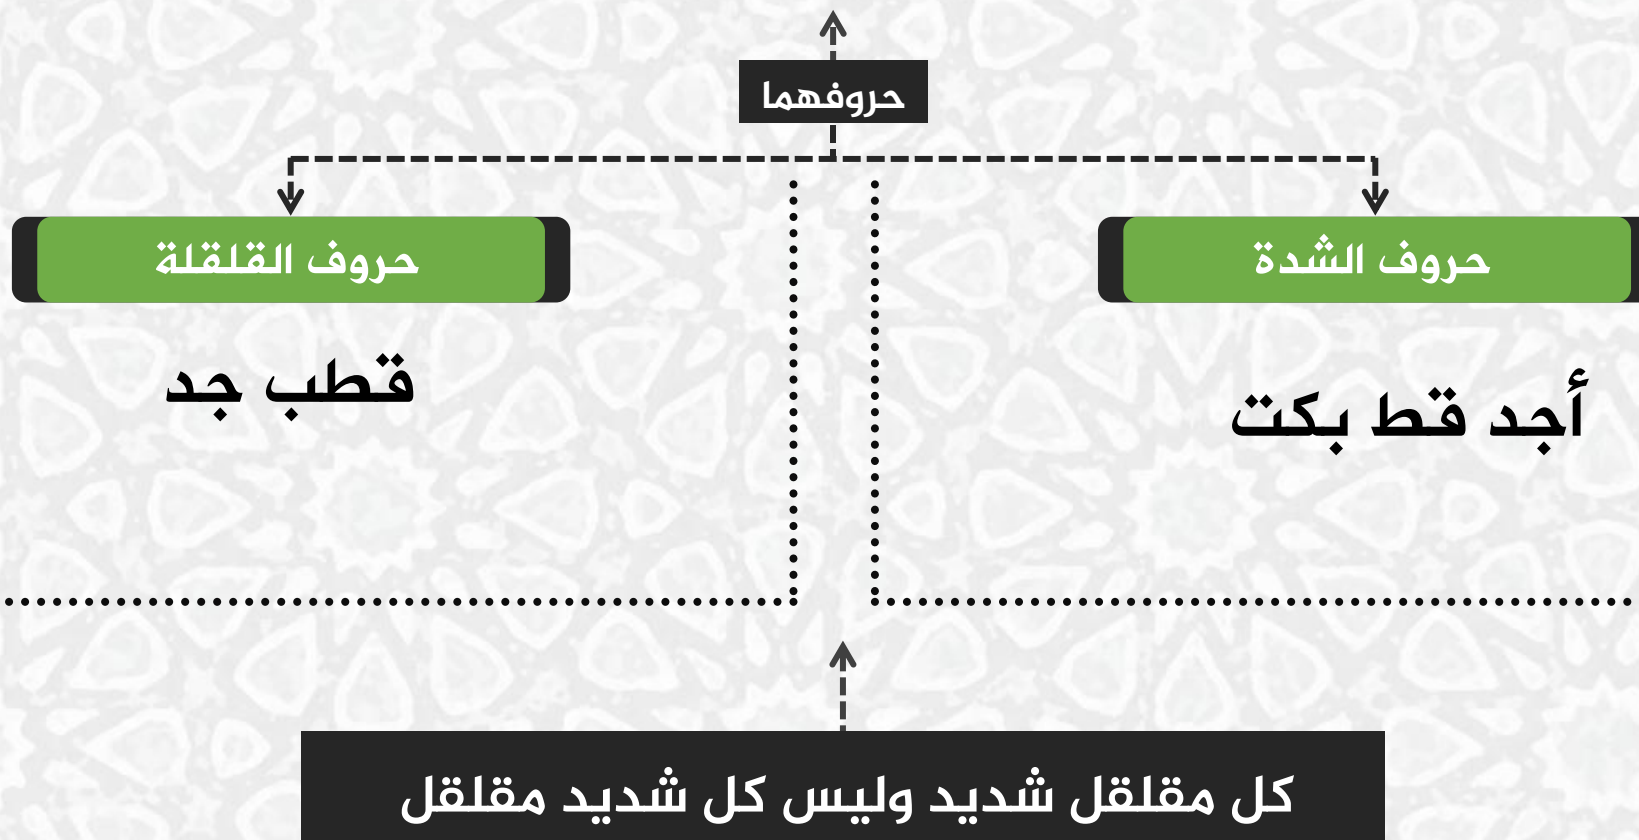 حروفهما
حروف الشدة
أجد قط بكت
حروف القلقلة
قطب جد
كل مقلقل شديد وليس كل شديد مقلقل